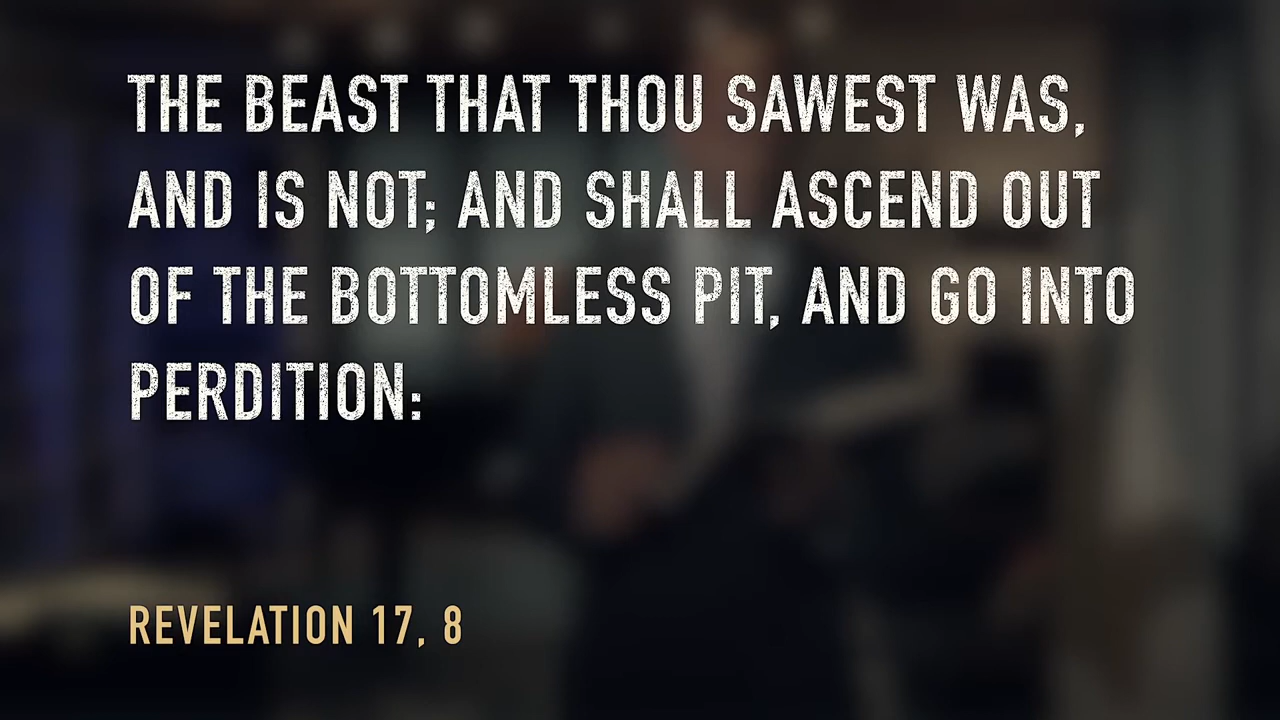 THE BEAST THAT THOU SAWEST WAS,
AND IS NOT; AND SHALL ASCEND OUT
OF THE BOTTOMLESS PIT, AND GO INTO
PERDITION:
REVELATION 17, 8